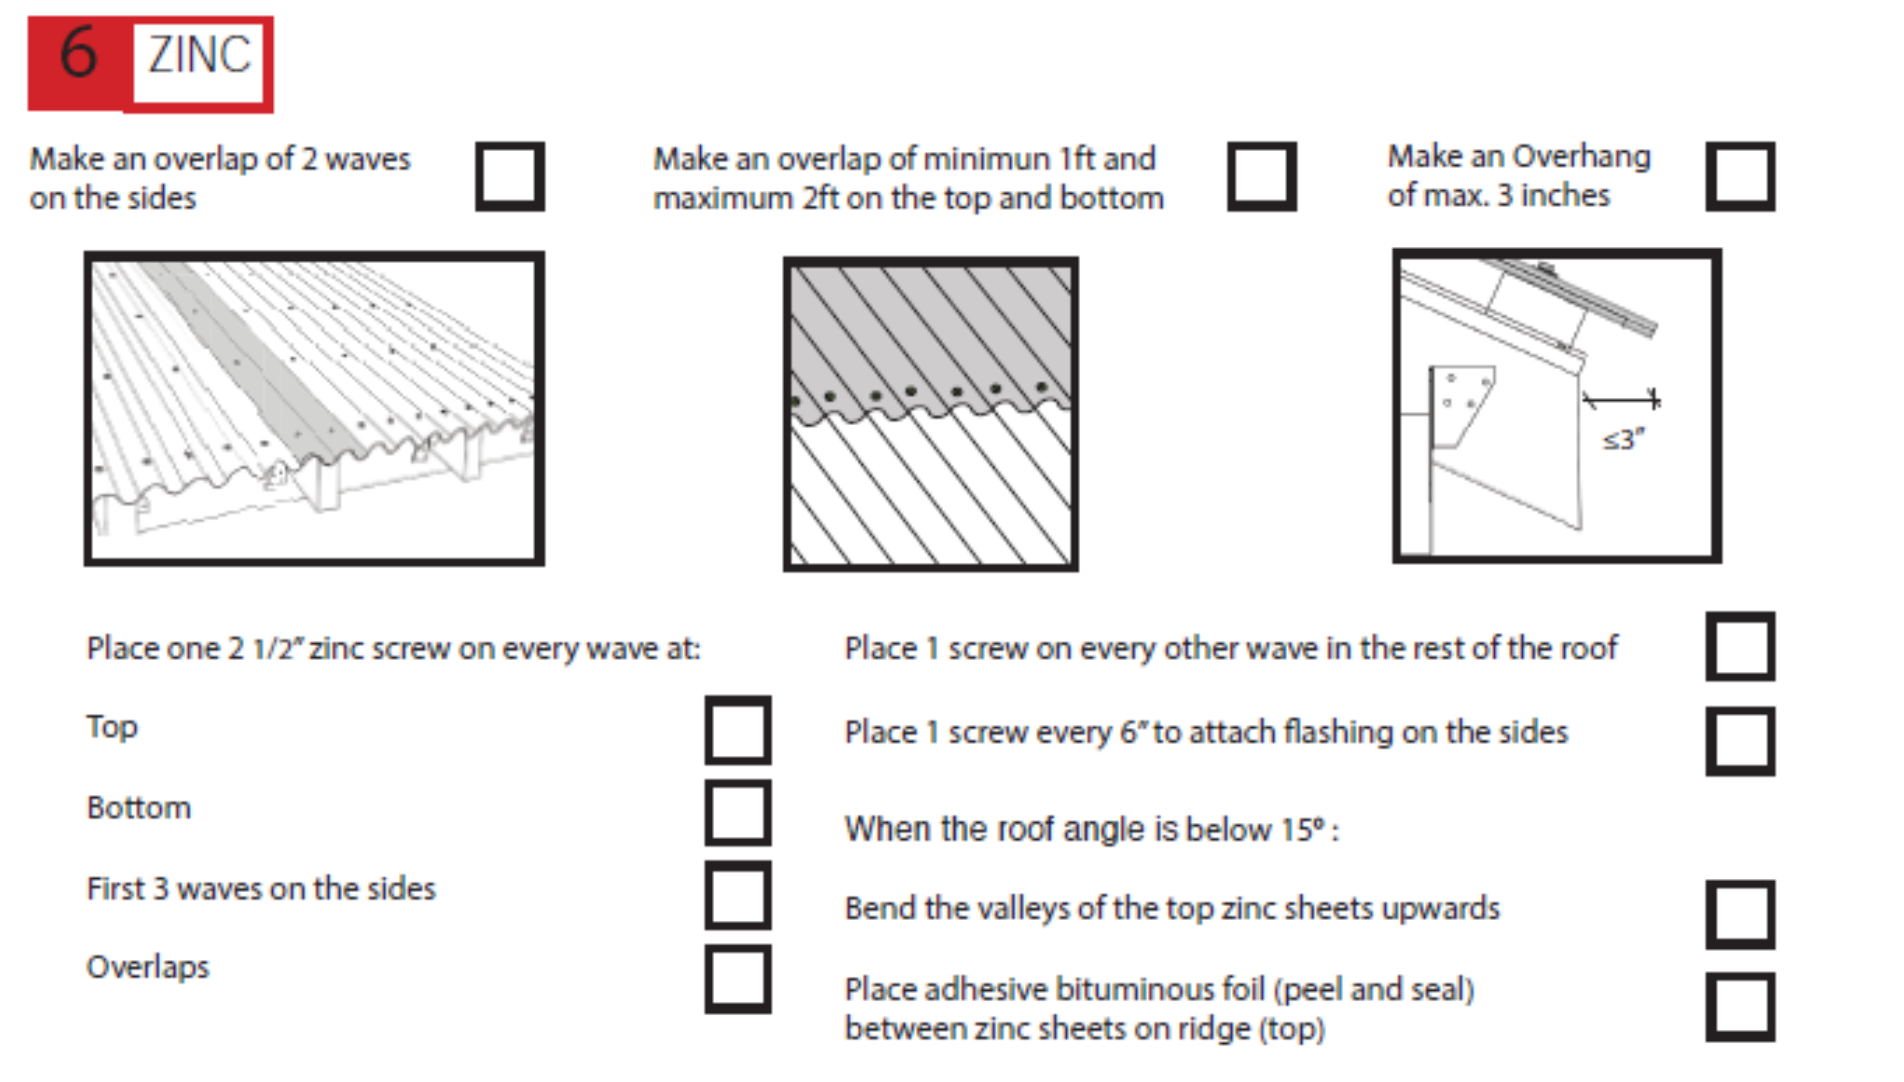 6 ZINC
Make an overlap of 2 waves
on the sides
Make an overlap of minimun 1ft and
maximum 2ft on the top and bottom
Make an Overhang
of max. 3 inches
≤3”
Place one 2 1/2” zinc screw on every wave at:
Top
Bottom
First 3 waves on the sides
Overlaps
Place 1 screw on every other wave in the rest of the roof
Place 1 screw every 6” to attach flashing on the sides
When the roof angle is below 15º :
Bend the valleys of the top zinc sheets upwards
Place adhesive bituminous foil (peel and seal)
between zinc sheets on ridge (top)